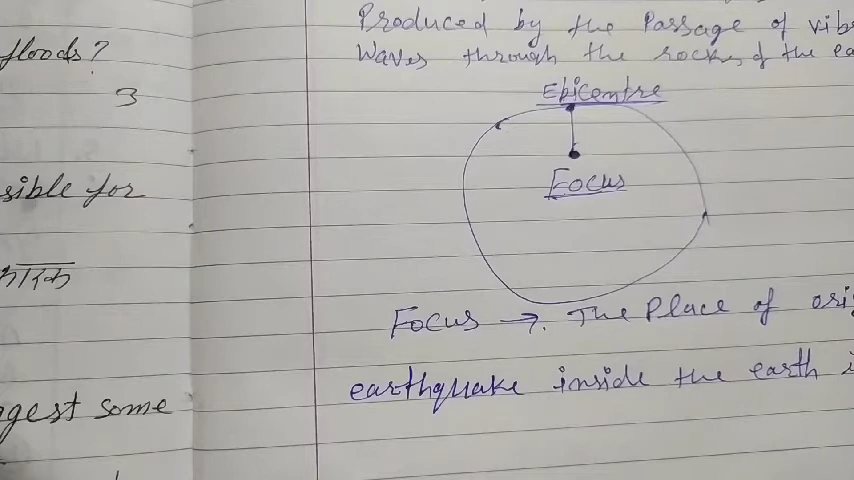 floods?
3
sible for
कारक
gest some
Produced by the Passage of vib
Waves through the rocks of the ea
Epicentre
Focus
Focus → The Place of ori
earthquake inside the earth i